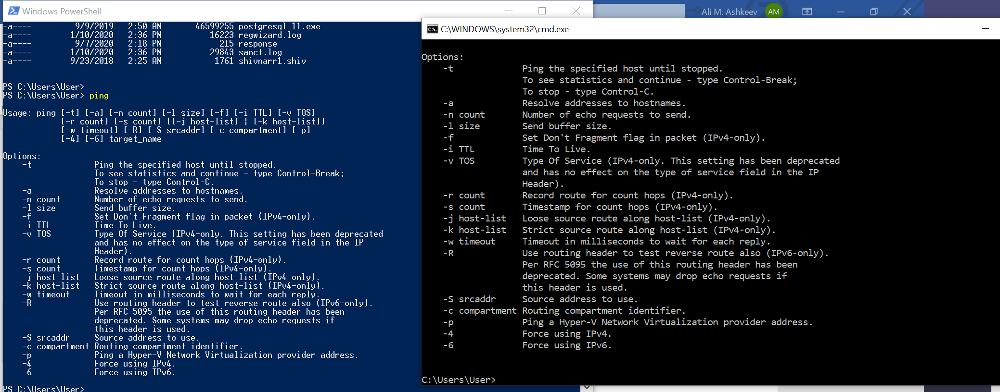 Windows PowerShell
-a---- 9/9/2019 2:50 AM 46599255 postgresql_11.exe
-a---- 1/10/2020 2:36 PM 16223 regwizard.log
-a---- 9/7/2020 2:18 PM 215 response
-a---- 1/10/2020 2:36 PM 29843 sanct.log
-a---- 9/23/2018 2:25 AM 1761 shivnarr1.shiv
PS C:\Users\User>
PS C:\Users\User> ping
Usage: ping [-t] [-a] [-n count] [-l size] [-f] [-i TTL] [-v TOS]
[-r count] [-s count] [[-j host-list] | [-k host-list]]
[-w timeout] [-R] [-S srcaddr] [-c compartment] [-p]
[-4] [-6] target_name
Options:
-t Ping the specified host until stopped.
To see statistics and continue - type Control-Break;
To stop - type Control-C.
-a Resolve addresses to hostnames.
-n count Number of echo requests to send.
-l size Send buffer size.
-f Set Don't Fragment flag in packet (IPv4-only).
-i TTL Time To Live.
-v TOS Type Of Service (IPv4-only. This setting has been deprecated
and has no effect on the type of service field in the IP
Header).
-r count Record route for count hops (IPv4-only).
-s count Timestamp for count hops (IPv4-only).
-j host-list Loose source route along host-list (IPv4-only).
-k host-list Strict source route along host-list (IPv4-only).
-w timeout Timeout in milliseconds to wait for each reply.
-R Use routing header to test reverse route also (IPv6-only).
Per RFC 5095 the use of this routing header has been
deprecated. Some systems may drop echo requests if
this header is used.
-S srcaddr Source address to use.
-c compartment Routing compartment identifier.
-p Ping a Hyper-V Network Virtualization provider address.
-4 Force using IPv4.
-6 Force using IPv6.
PS C:\Users\User>
Ali M. Ashkeev AM
C:\WINDOWS\system32\cmd.exe
Options:
-t Ping the specified host until stopped.
To see statistics and continue - type Control-Break;
To stop - type Control-C.
-a Resolve addresses to hostnames.
-n count Number of echo requests to send.
-l size Send buffer size.
-f Set Don't Fragment flag in packet (IPv4-only).
-i TTL Time To Live.
-v TOS Type Of Service (IPv4-only. This setting has been deprecated
and has no effect on the type of service field in the IP
Header).
-r count Record route for count hops (IPv4-only).
-s count Timestamp for count hops (IPv4-only).
-j host-list Loose source route along host-list (IPv4-only).
-k host-list Strict source route along host-list (IPv4-only).
-w timeout Timeout in milliseconds to wait for each reply.
-R Use routing header to test reverse route also (IPv6-only).
Per RFC 5095 the use of this routing header has been
deprecated. Some systems may drop echo requests if
this header is used.
-S srcaddr Source address to use.
-c compartment Routing compartment identifier.
-p Ping a Hyper-V Network Virtualization provider address.
-4 Force using IPv4.
-6 Force using IPv6.
C:\Users\User>